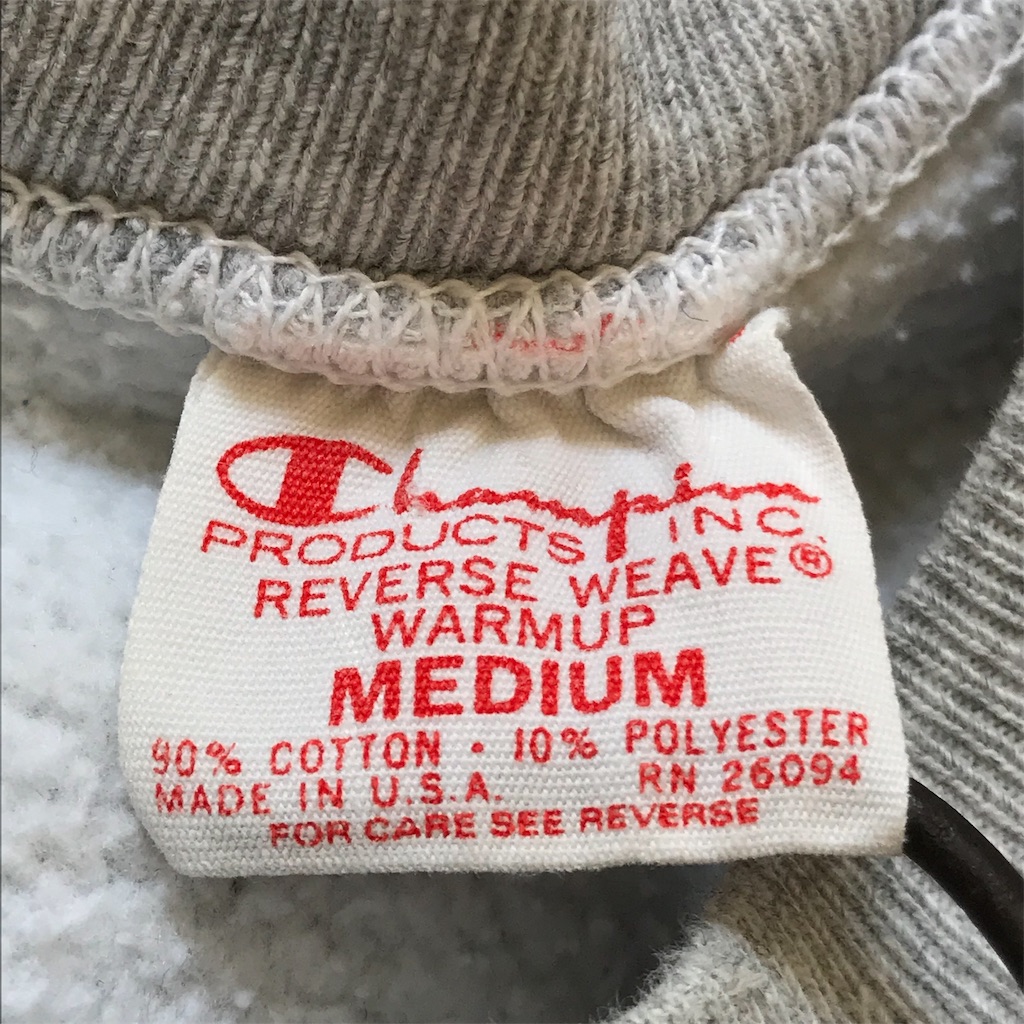 Champion
PRODUCTS INC
REVERSE WEAVE®
WARMUP
MEDIUM
90% COTTON • 10% POLYESTER
MADE IN U.S.A. RN 26094
FOR CARE SEE REVERSE